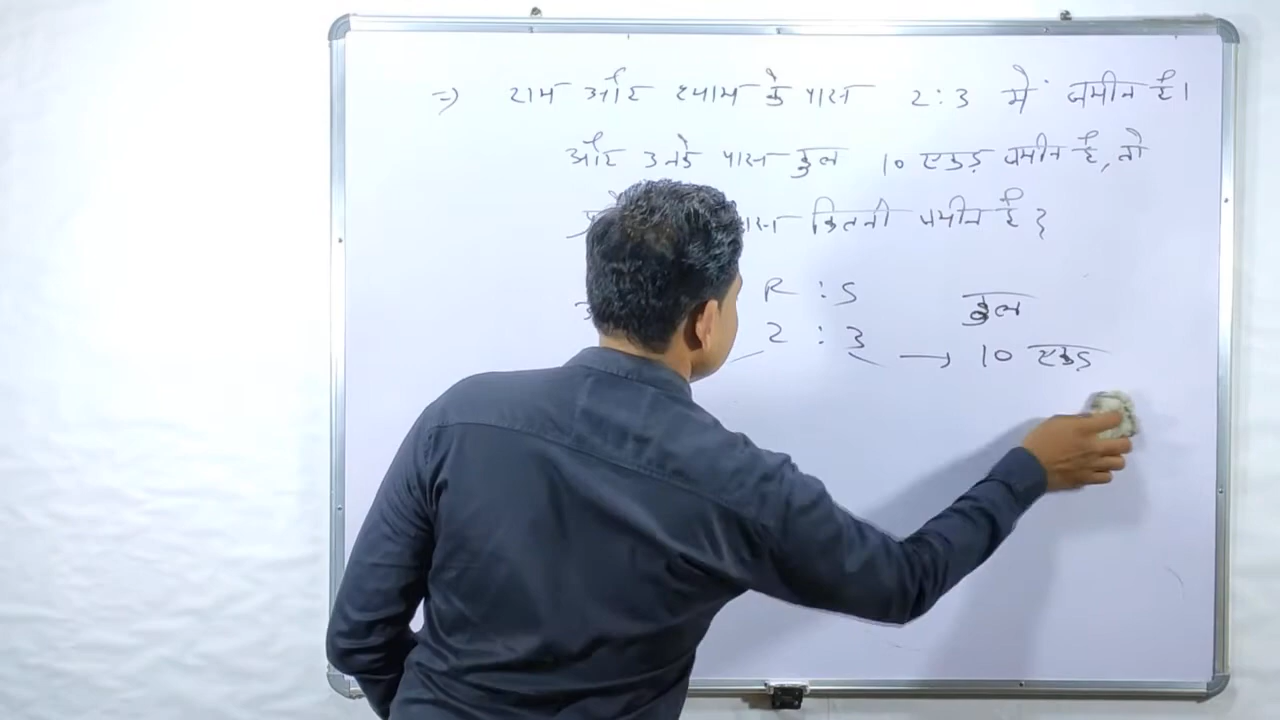 => राम और श्याम के पास 2:3 में जमीन है।
और उनके पास कुल 10 एकड़ जमीन है, तो
पास कितनी जमीन है?
R : S
कुल
2 : 3 → 10 एकड़